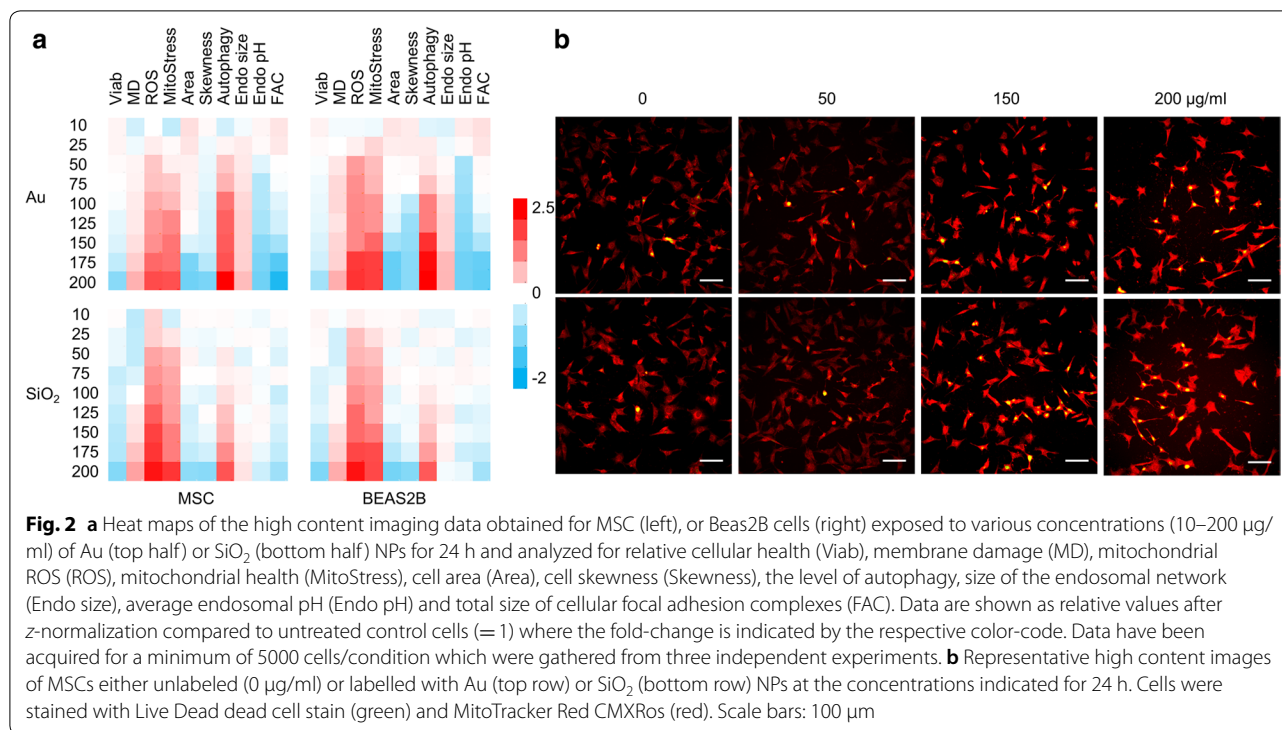 a
b
Viab MD ROS MitoStress Area Skewness Autophagy Endo size Endo pH FAC
Viab MD ROS MitoStress Area Skewness Autophagy Endo size Endo pH FAC
0 50 150 200 µg/ml
10
25
50
75
Au
100
125
150
175
200
2.5
0
-2
10
25
50
75
SiO₂
100
125
150
175
200
MSC BEAS2B
Fig. 2 a Heat maps of the high content imaging data obtained for MSC (left), or Beas2B cells (right) exposed to various concentrations (10–200 µg/
ml) of Au (top half) or SiO₂ (bottom half) NPs for 24 h and analyzed for relative cellular health (Viab), membrane damage (MD), mitochondrial
ROS (ROS), mitochondrial health (MitoStress), cell area (Area), cell skewness (Skewness), the level of autophagy, size of the endosomal network
(Endo size), average endosomal pH (Endo pH) and total size of cellular focal adhesion complexes (FAC). Data are shown as relative values after
z-normalization compared to untreated control cells (= 1) where the fold-change is indicated by the respective color-code. Data have been
acquired for a minimum of 5000 cells/condition which were gathered from three independent experiments. b Representative high content images
of MSCs either unlabeled (0 µg/ml) or labelled with Au (top row) or SiO₂ (bottom row) NPs at the concentrations indicated for 24 h. Cells were
stained with Live Dead dead cell stain (green) and MitoTracker Red CMXRos (red). Scale bars: 100 µm